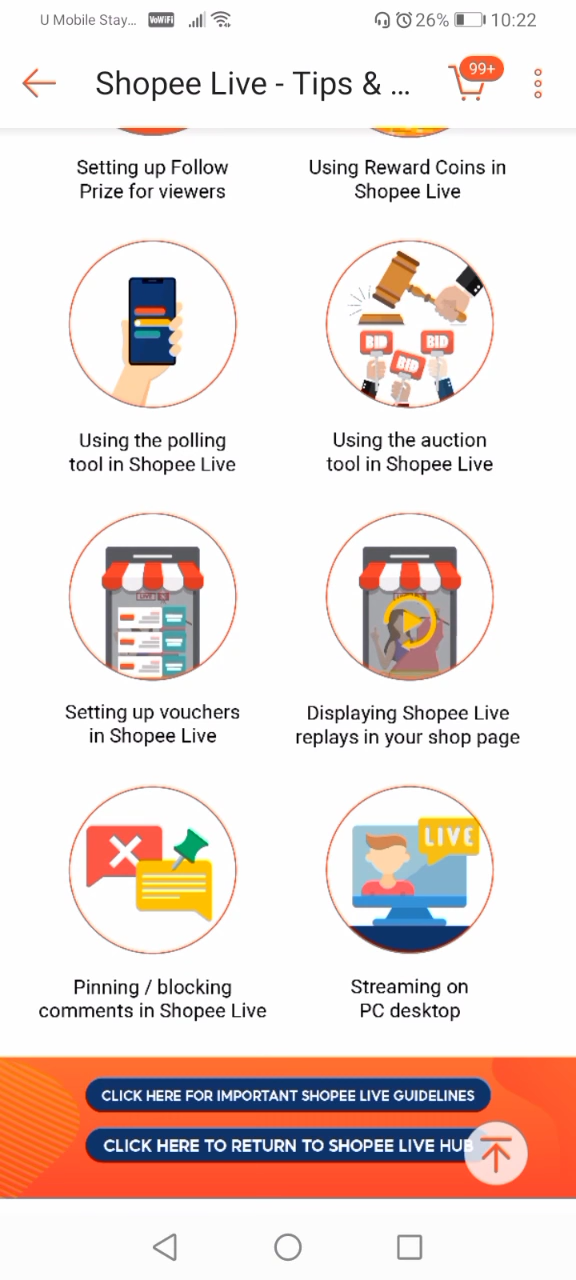 U Mobile Stay... VoWiFi 26% 10:22
Shopee Live - Tips & ... 99+
Setting up Follow
Prize for viewers
Using Reward Coins in
Shopee Live
BID BID
BID
Using the polling
tool in Shopee Live
Using the auction
tool in Shopee Live
Setting up vouchers
in Shopee Live
Displaying Shopee Live
replays in your shop page
LIVE
Pinning / blocking
comments in Shopee Live
Streaming on
PC desktop
CLICK HERE FOR IMPORTANT SHOPEE LIVE GUIDELINES
CLICK HERE TO RETURN TO SHOPEE LIVE HUB